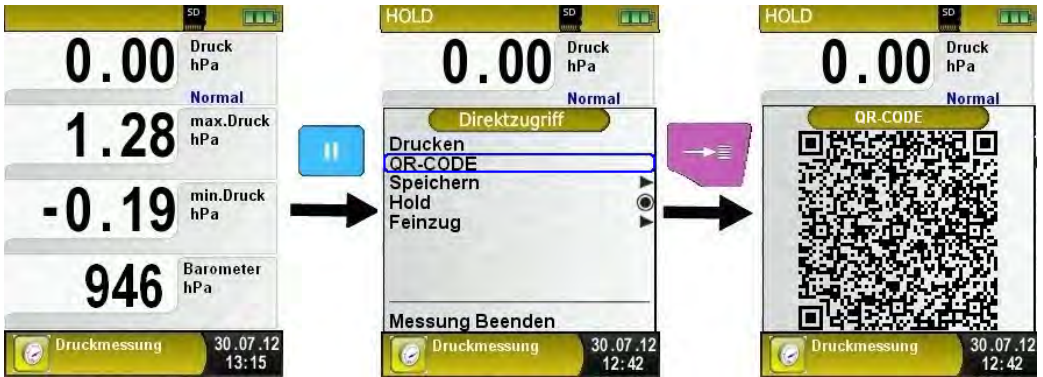 SD
0.00 Druck
hPa
Normal
1.28 max.Druck
hPa
-0.19 min.Druck
hPa
946 Barometer
hPa
Druckmessung 30.07.12
13:15
HOLD SD
0.00 Druck
hPa
Normal
Direktzugriff
Drucken
QR-CODE
Speichern
Hold
Feinzug
Messung Beenden
Druckmessung 30.07.12
12:42
HOLD SD
0.00 Druck
hPa
Normal
QR-CODE
Druckmessung 30.07.12
12:42